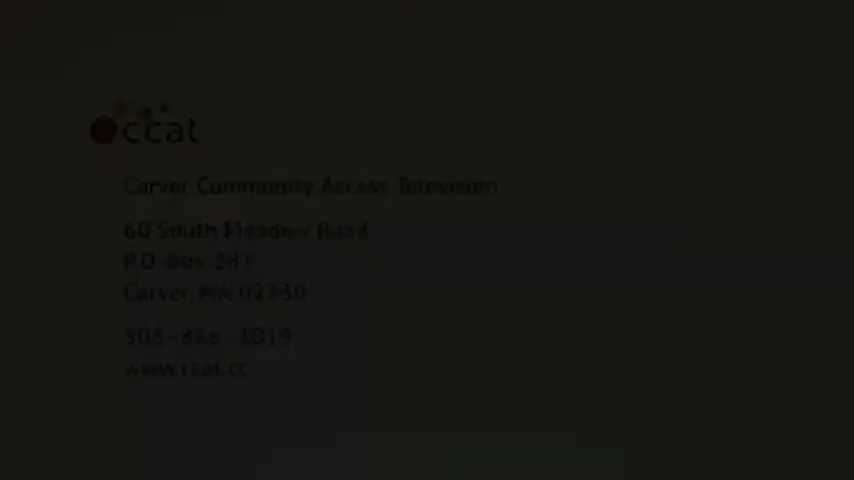 ccat
Carver Community Access Television
60 South Meadow Road
P.O. Box
Carver, MA 02330
508-866-1019
www.ccat.cc